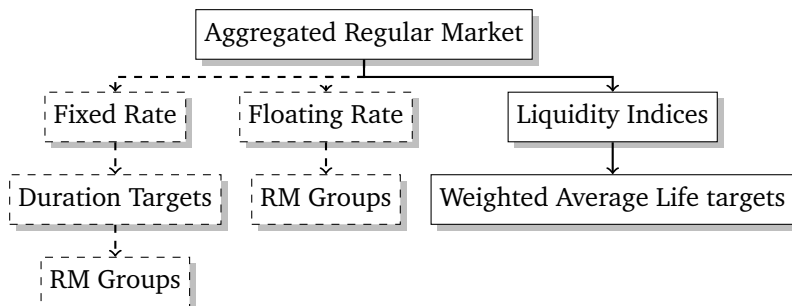 Aggregated Regular Market
Fixed Rate
Floating Rate
Liquidity Indices
Duration Targets
RM Groups
Weighted Average Life targets
RM Groups